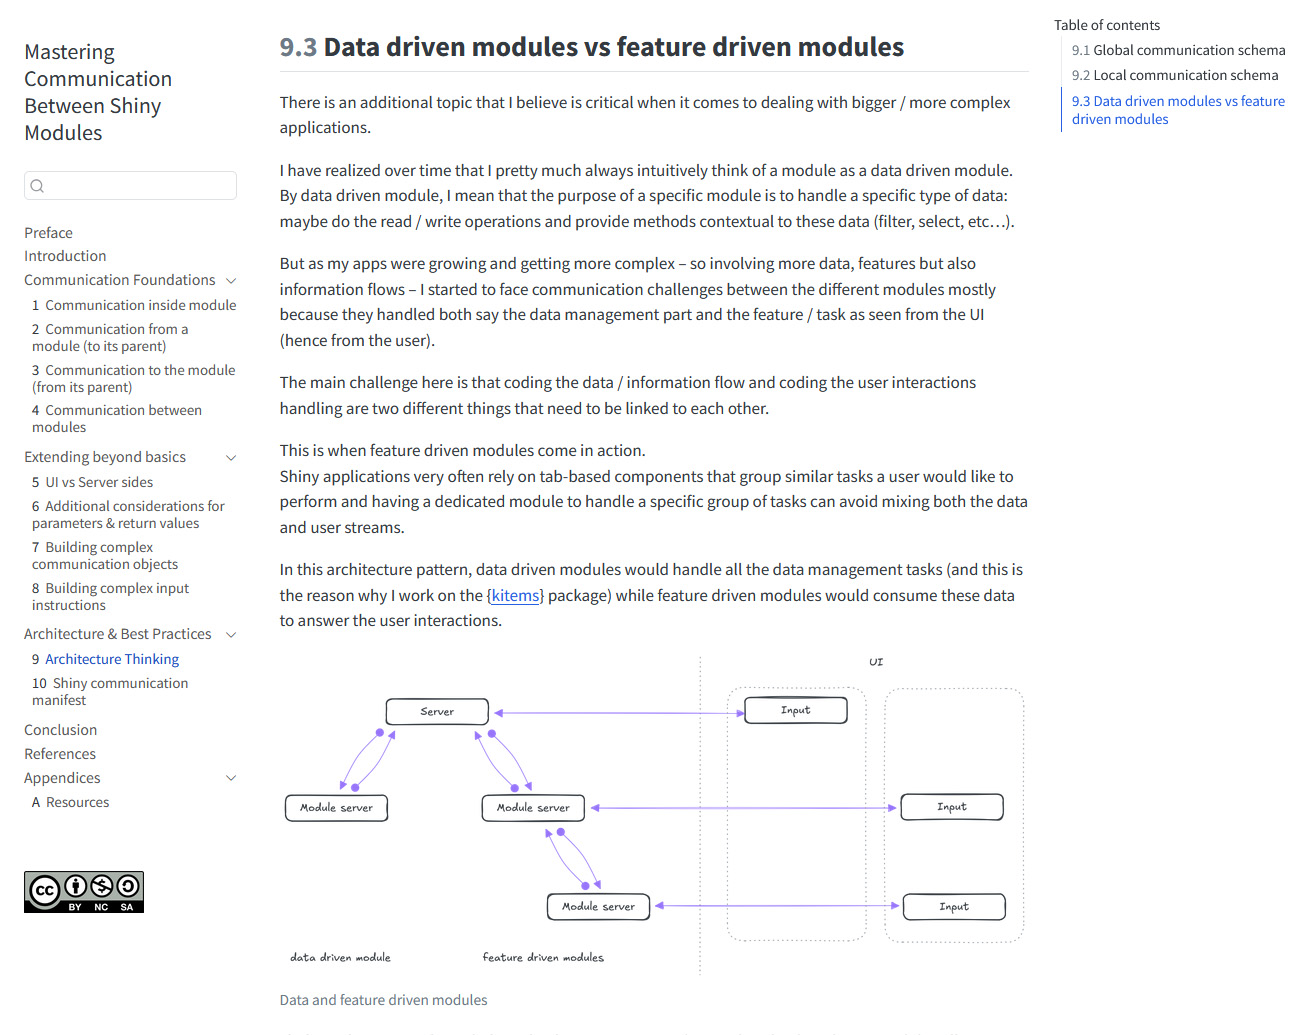 Mastering
Communication
Between Shiny
Modules
Preface
Introduction
Communication Foundations
1 Communication inside module
2 Communication from a
module (to its parent)
3 Communication to the module
(from its parent)
4 Communication between
modules
Extending beyond basics
5 UI vs Server sides
6 Additional considerations for
parameters & return values
7 Building complex
communication objects
8 Building complex input
instructions
Architecture & Best Practices
9 Architecture Thinking
10 Shiny communication
manifest
Conclusion
References
Appendices
A Resources
cc
BY NC SA
9.3 Data driven modules vs feature driven modules
There is an additional topic that I believe is critical when it comes to dealing with bigger / more complex
applications.
I have realized over time that I pretty much always intuitively think of a module as a data driven module.
By data driven module, I mean that the purpose of a specific module is to handle a specific type of data:
maybe do the read / write operations and provide methods contextual to these data (filter, select, etc…).
But as my apps were growing and getting more complex – so involving more data, features but also
information flows – I started to face communication challenges between the different modules mostly
because they handled both say the data management part and the feature / task as seen from the UI
(hence from the user).
The main challenge here is that coding the data / information flow and coding the user interactions
handling are two different things that need to be linked to each other.
This is when feature driven modules come in action.
Shiny applications very often rely on tab-based components that group similar tasks a user would like to
perform and having a dedicated module to handle a specific group of tasks can avoid mixing both the data
and user streams.
In this architecture pattern, data driven modules would handle all the data management tasks (and this is
the reason why I work on the {kitems} package) while feature driven modules would consume these data
to answer the user interactions.
UI
Server
Input
Module server
Module server
Input
Module server
Input
data driven module
feature driven modules
Data and feature driven modules
Table of contents
9.1 Global communication schema
9.2 Local communication schema
9.3 Data driven modules vs feature
driven modules